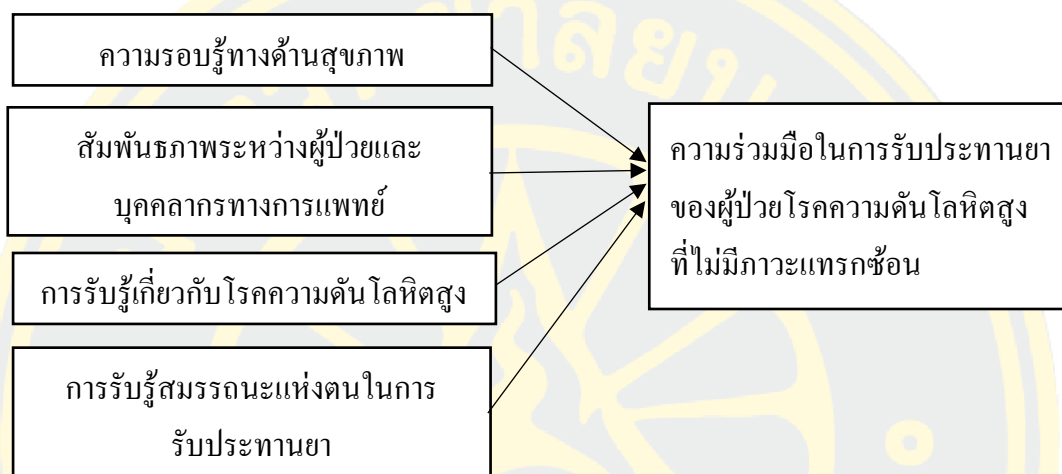 ความรอบรู้ทางด้านสุขภาพ
สัมพันธภาพระหว่างผู้ป่วยและ
บุคคลากรทางการแพทย์
การรับรู้เกี่ยวกับโรคความดันโลหิตสูง
การรับรู้สมรรถนะแห่งตนในการ
รับประทานยา
ความร่วมมือในการรับประทานยา
ของผู้ป่วยโรคความดันโลหิตสูง
ที่ไม่มีภาวะแทรกซ้อน